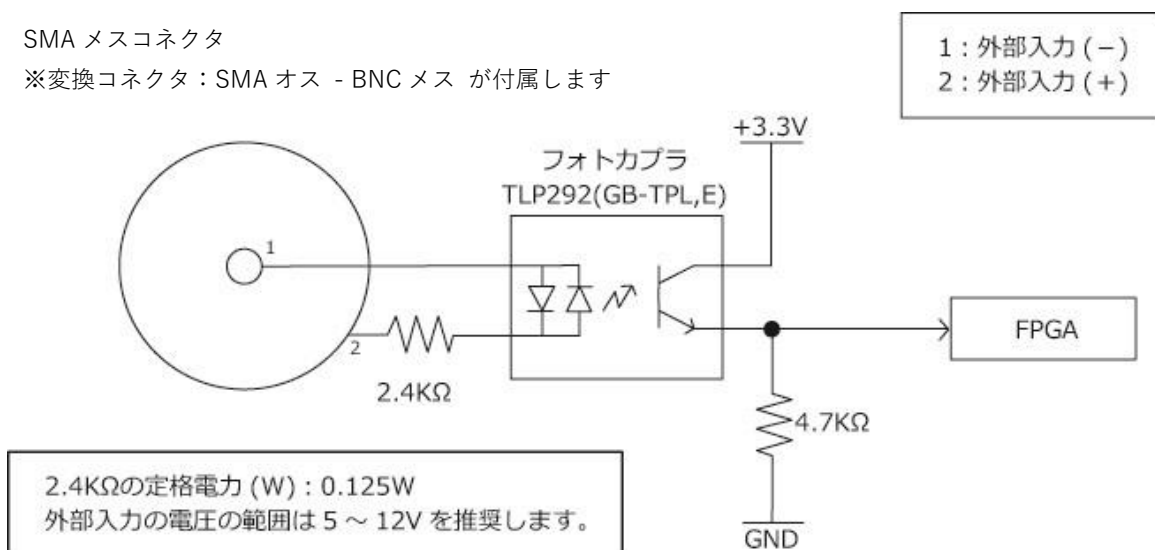 SMA メスコネクタ
※変換コネクタ：SMA オス - BNC メス が付属します
1 : 外部入力 (－)
2 : 外部入力 (＋)
+3.3V
フォトカプラ
TLP292(GB-TPL,E)
1
2
2.4KΩ
FPGA
4.7KΩ
GND
2.4KΩの定格電力 (W) : 0.125W
外部入力の電圧の範囲は 5 ～ 12V を推奨します。